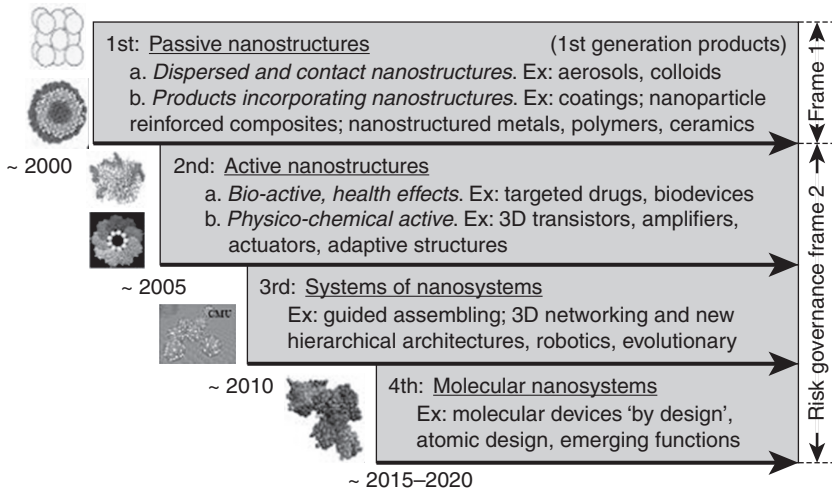 1st: Passive nanostructures (1st generation products)
a. Dispersed and contact nanostructures. Ex: aerosols, colloids
b. Products incorporating nanostructures. Ex: coatings; nanoparticle
reinforced composites; nanostructured metals, polymers, ceramics
~ 2000
2nd: Active nanostructures
a. Bio-active, health effects. Ex: targeted drugs, biodevices
b. Physico-chemical active. Ex: 3D transistors, amplifiers,
actuators, adaptive structures
~ 2005
CMU
3rd: Systems of nanosystems
Ex: guided assembling; 3D networking and new
hierarchical architectures, robotics, evolutionary
~ 2010
4th: Molecular nanosystems
Ex: molecular devices ‘by design’,
atomic design, emerging functions
~ 2015–2020
Frame 1
Risk governance frame 2